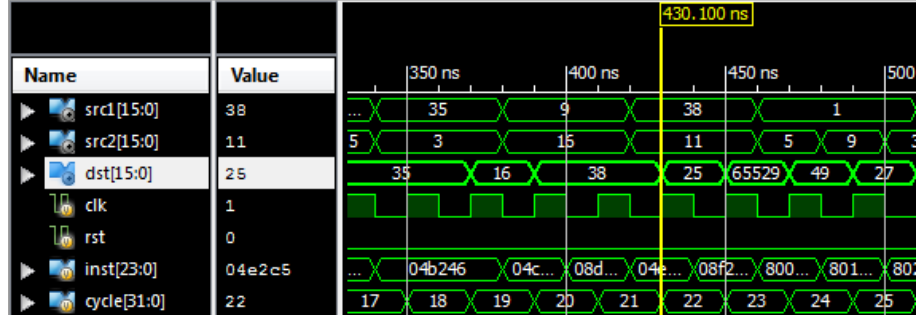 430.100 ns
Name Value 350 ns 400 ns 450 ns 500
src1[15:0] 38 ... 35 9 38 1
src2[15:0] 11 5 3 16 11 5 9
dst[15:0] 25 35 16 38 25 65529 49 27
clk 1
rst 0
inst[23:0] 04e2c5 ... 04b246 04c... 08d... 04e... 08f2... 800... 801... 80
cycle[31:0] 22 17 18 19 20 21 22 23 24 25